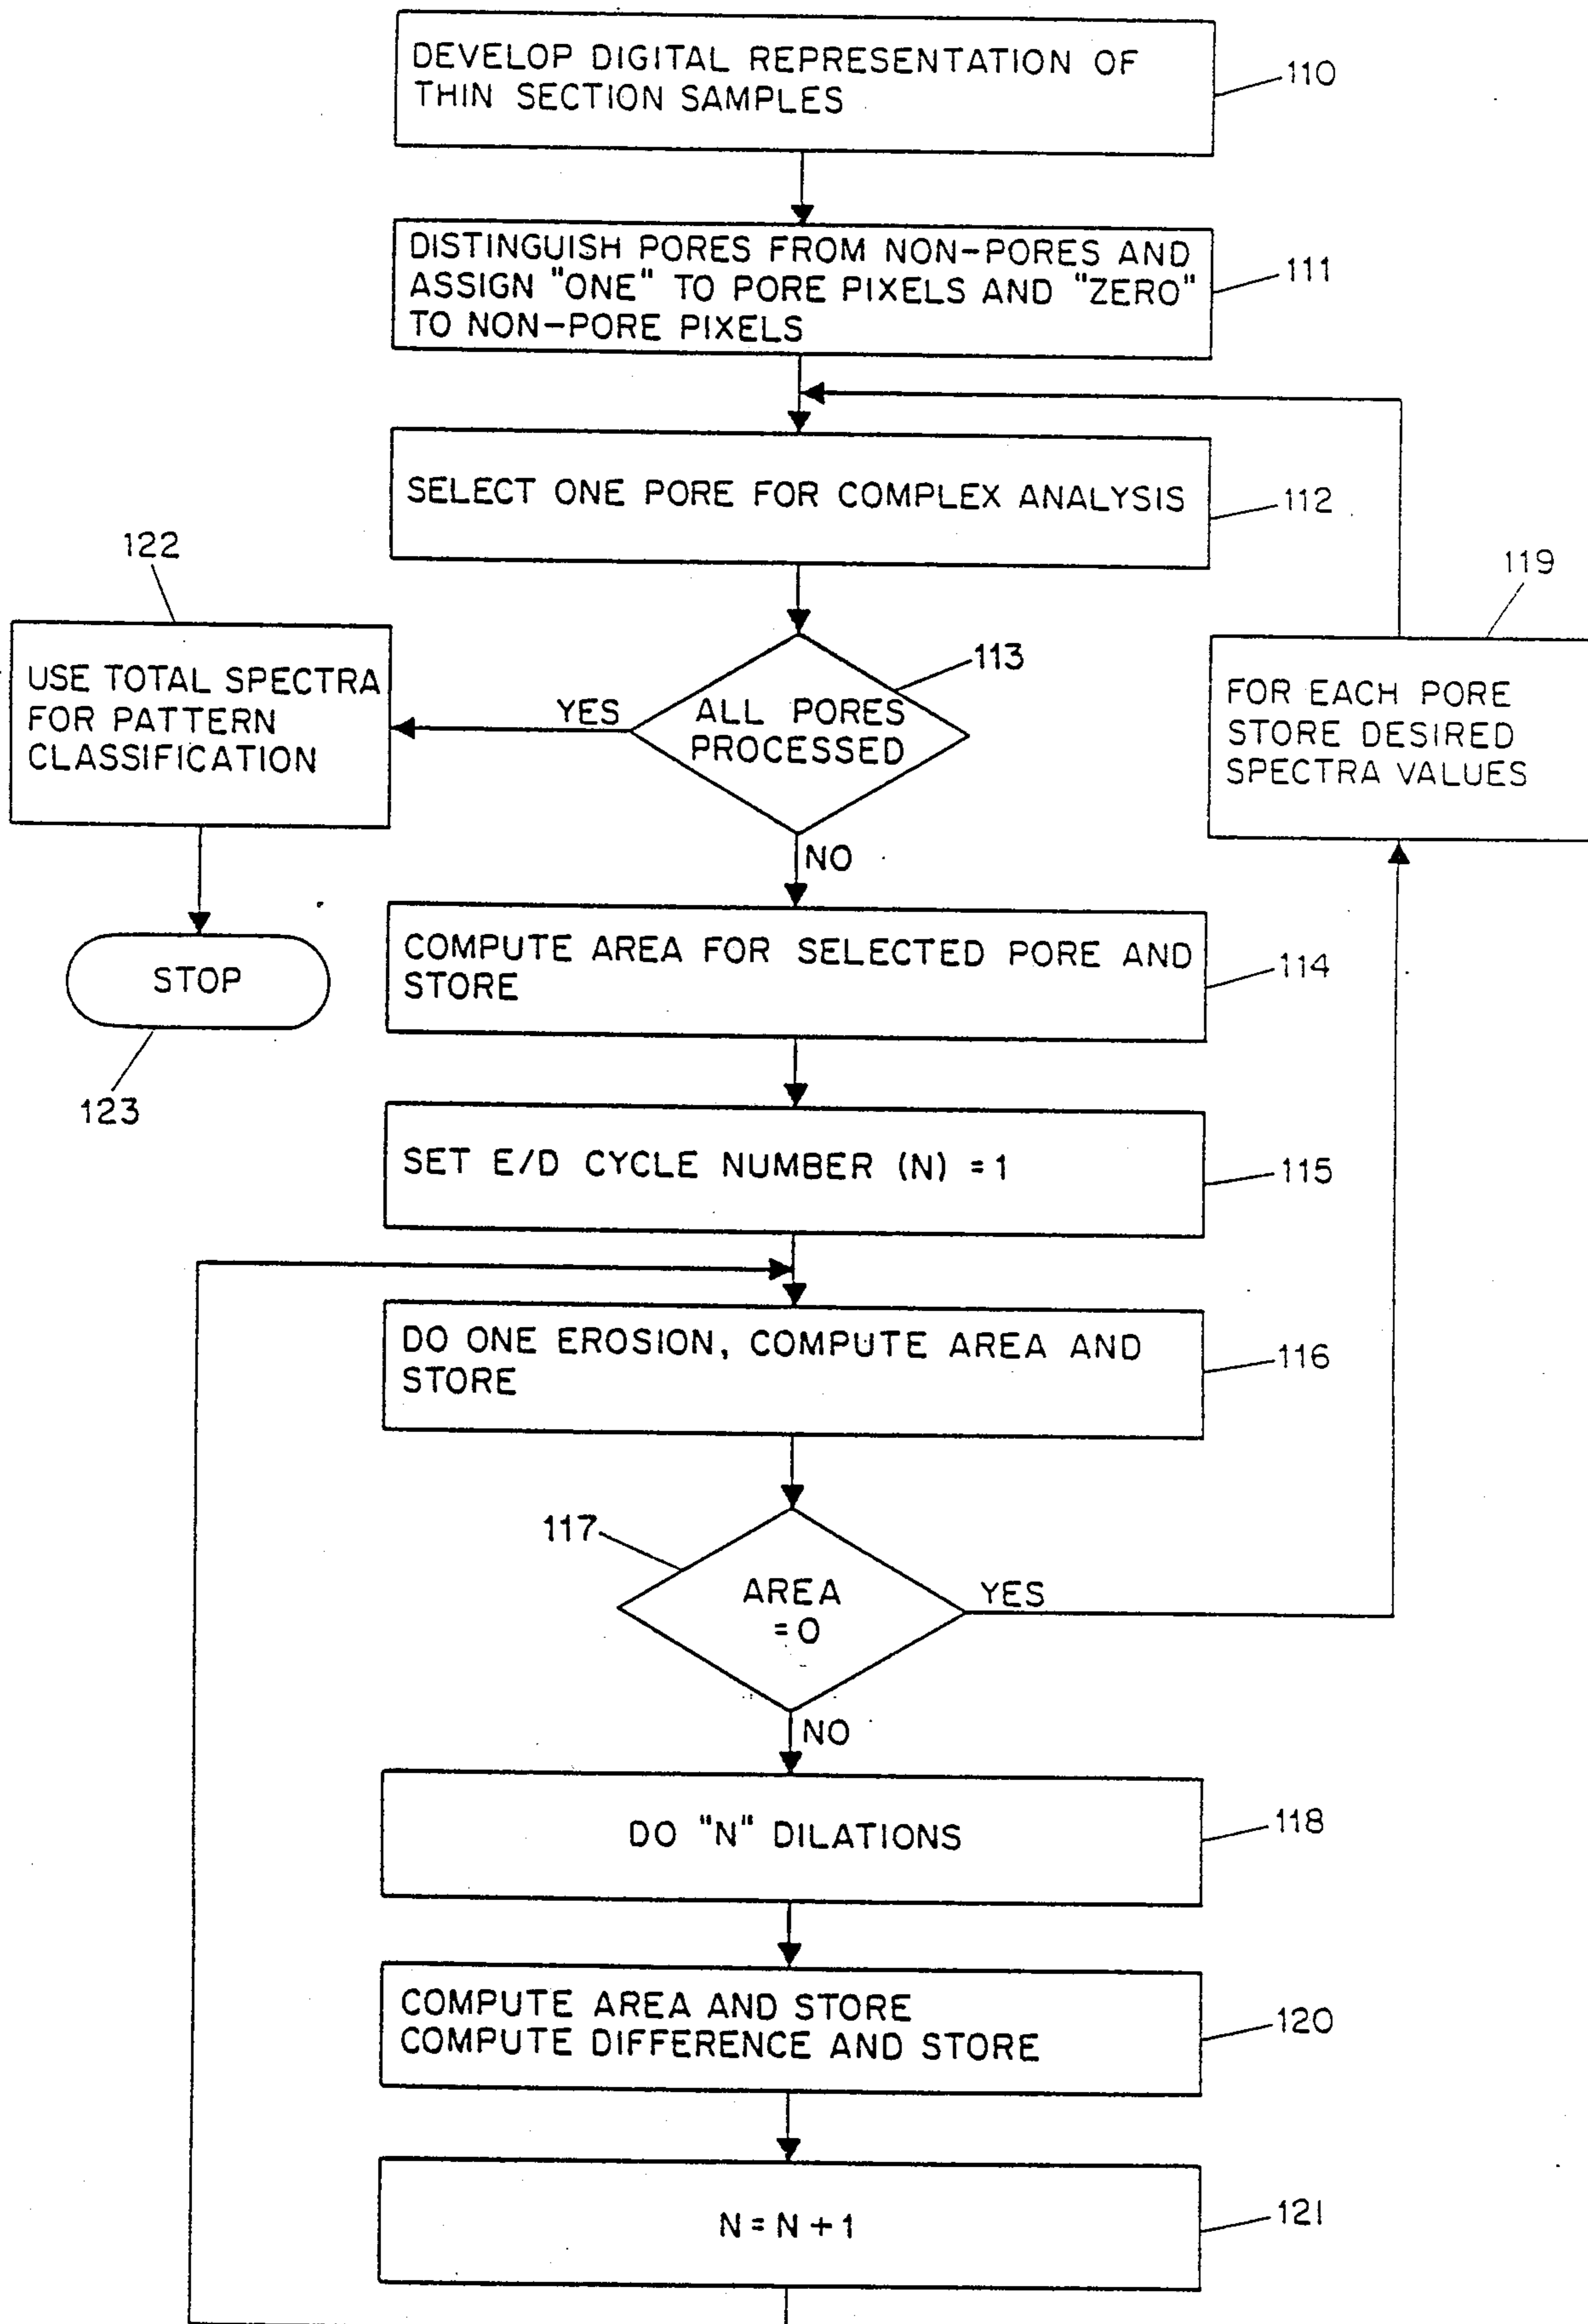 DEVELOP DIGITAL REPRESENTATION OF
THIN SECTION SAMPLES
110
DISTINGUISH PORES FROM NON-PORES AND
ASSIGN "ONE" TO PORE PIXELS AND "ZERO"
TO NON-PORE PIXELS
111
SELECT ONE PORE FOR COMPLEX ANALYSIS
112
122
119
113
USE TOTAL SPECTRA
FOR PATTERN
CLASSIFICATION
YES
ALL PORES
PROCESSED
FOR EACH PORE
STORE DESIRED
SPECTRA VALUES
NO
STOP
123
COMPUTE AREA FOR SELECTED PORE AND
STORE
114
SET E/D CYCLE NUMBER (N) = 1
115
DO ONE EROSION, COMPUTE AREA AND
STORE
116
117
AREA
= 0
YES
NO
DO "N" DILATIONS
118
COMPUTE AREA AND STORE
COMPUTE DIFFERENCE AND STORE
120
N = N + 1
121